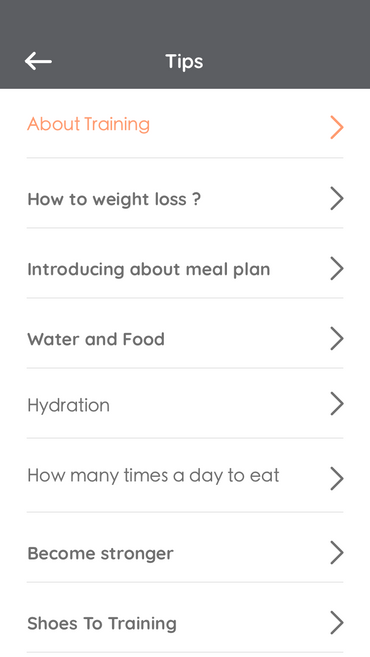 Tips
About Training
How to weight loss ?
Introducing about meal plan
Water and Food
Hydration
How many times a day to eat
Become stronger
Shoes To Training